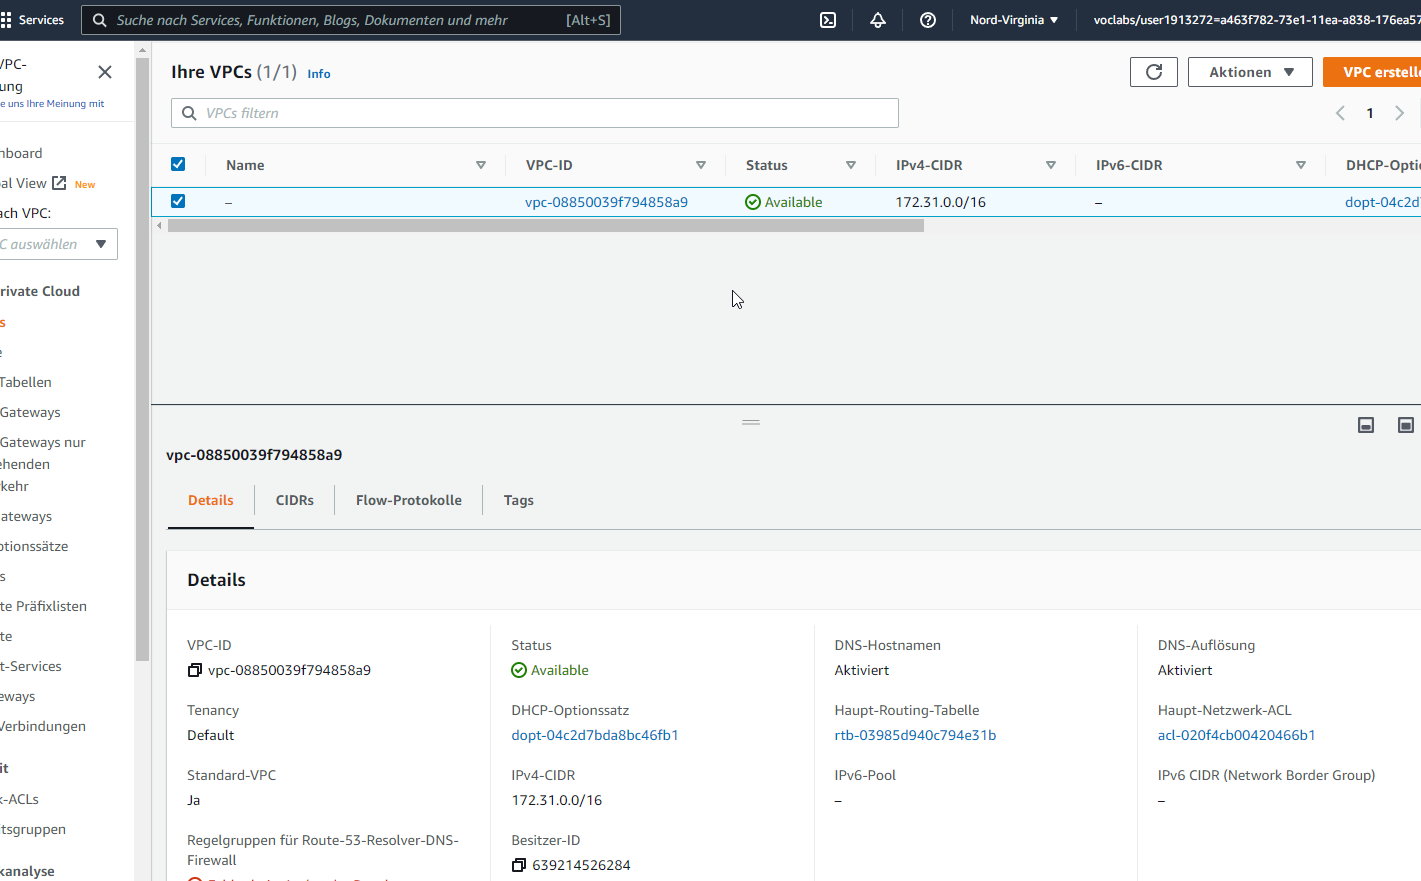 Services
Suche nach Services, Funktionen, Blogs, Dokumenten und mehr
[Alt+S]
Nord-Virginia
voclabs/user1913272=a463f782-73e1-11ea-a838-176ea57
VPC-
ung
e uns Ihre Meinung mit
hboard
al View New
ach VPC:
C auswählen
rivate Cloud
s
e
Tabellen
Gateways
Gateways nur
ehenden
rkehr
ateways
ptionssätze
s
te Präfixlisten
te
t-Services
eways
Verbindungen
it
k-ACLs
itsgruppen
kanalyse
Ihre VPCs (1/1) Info
Aktionen
VPC erstelle
VPCs filtern
1
Name VPC-ID Status IPv4-CIDR IPv6-CIDR DHCP-Optio
– vpc-08850039f794858a9 Available 172.31.0.0/16 – dopt-04c2d7
vpc-08850039f794858a9
Details CIDRs Flow-Protokolle Tags
Details
VPC-ID
vpc-08850039f794858a9
Status
Available
DNS-Hostnamen
Aktiviert
DNS-Auflösung
Aktiviert
Tenancy
Default
DHCP-Optionssatz
dopt-04c2d7bda8bc46fb1
Haupt-Routing-Tabelle
rtb-03985d940c794e31b
Haupt-Netzwerk-ACL
acl-020f4cb00420466b1
Standard-VPC
Ja
IPv4-CIDR
172.31.0.0/16
IPv6-Pool
–
IPv6 CIDR (Network Border Group)
–
Regelgruppen für Route-53-Resolver-DNS-
Firewall
Besitzer-ID
639214526284